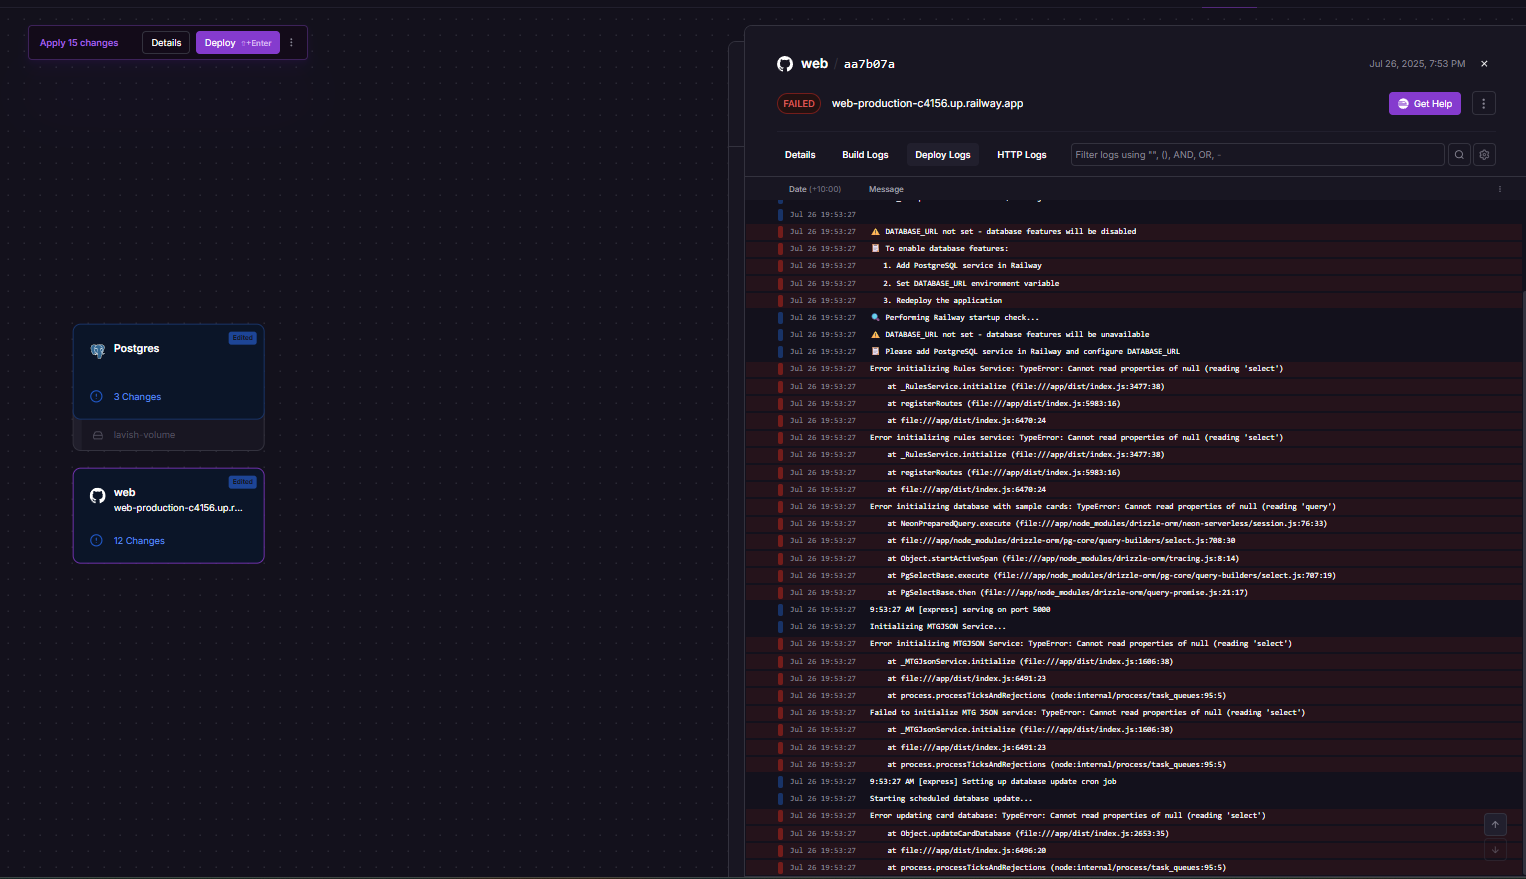 Apply 15 changes
Details
Deploy ⇧+Enter
Postgres
Edited
3 Changes
lavish-volume
web
Edited
web-production-c4156.up.r...
12 Changes
web / aa7b07a
Jul 26, 2025, 7:53 PM
FAILED
web-production-c4156.up.railway.app
Get Help
Details
Build Logs
Deploy Logs
HTTP Logs
Filter logs using "", (), AND, OR, -
Date (+10:00) Message
Jul 26 19:53:27
Jul 26 19:53:27 ⚠️ DATABASE_URL not set - database features will be disabled
Jul 26 19:53:27 📋 To enable database features:
Jul 26 19:53:27 1. Add PostgreSQL service in Railway
Jul 26 19:53:27 2. Set DATABASE_URL environment variable
Jul 26 19:53:27 3. Redeploy the application
Jul 26 19:53:27 🔍 Performing Railway startup check...
Jul 26 19:53:27 ⚠️ DATABASE_URL not set - database features will be unavailable
Jul 26 19:53:27 📋 Please add PostgreSQL service in Railway and configure DATABASE_URL
Jul 26 19:53:27 Error initializing Rules Service: TypeError: Cannot read properties of null (reading 'select')
Jul 26 19:53:27 at _RulesService.initialize (file:///app/dist/index.js:3477:38)
Jul 26 19:53:27 at registerRoutes (file:///app/dist/index.js:5983:16)
Jul 26 19:53:27 at file:///app/dist/index.js:6470:24
Jul 26 19:53:27 Error initializing rules service: TypeError: Cannot read properties of null (reading 'select')
Jul 26 19:53:27 at _RulesService.initialize (file:///app/dist/index.js:3477:38)
Jul 26 19:53:27 at registerRoutes (file:///app/dist/index.js:5983:16)
Jul 26 19:53:27 at file:///app/dist/index.js:6470:24
Jul 26 19:53:27 Error initializing database with sample cards: TypeError: Cannot read properties of null (reading 'query')
Jul 26 19:53:27 at NeonPreparedQuery.execute (file:///app/node_modules/drizzle-orm/neon-serverless/session.js:76:33)
Jul 26 19:53:27 at file:///app/node_modules/drizzle-orm/pg-core/query-builders/select.js:708:30
Jul 26 19:53:27 at Object.startActiveSpan (file:///app/node_modules/drizzle-orm/tracing.js:8:14)
Jul 26 19:53:27 at PgSelectBase.execute (file:///app/node_modules/drizzle-orm/pg-core/query-builders/select.js:707:19)
Jul 26 19:53:27 at PgSelectBase.then (file:///app/node_modules/drizzle-orm/query-promise.js:21:17)
Jul 26 19:53:27 9:53:27 AM [express] serving on port 5000
Jul 26 19:53:27 Initializing MTGJSON Service...
Jul 26 19:53:27 Error initializing MTGJSON Service: TypeError: Cannot read properties of null (reading 'select')
Jul 26 19:53:27 at _MTGJsonService.initialize (file:///app/dist/index.js:1606:38)
Jul 26 19:53:27 at file:///app/dist/index.js:6491:23
Jul 26 19:53:27 at process.processTicksAndRejections (node:internal/process/task_queues:95:5)
Jul 26 19:53:27 Failed to initialize MTG JSON service: TypeError: Cannot read properties of null (reading 'select')
Jul 26 19:53:27 at _MTGJsonService.initialize (file:///app/dist/index.js:1606:38)
Jul 26 19:53:27 at file:///app/dist/index.js:6491:23
Jul 26 19:53:27 at process.processTicksAndRejections (node:internal/process/task_queues:95:5)
Jul 26 19:53:27 9:53:27 AM [express] Setting up database update cron job
Jul 26 19:53:27 Starting scheduled database update...
Jul 26 19:53:27 Error updating card database: TypeError: Cannot read properties of null (reading 'select')
Jul 26 19:53:27 at Object.updateCardDatabase (file:///app/dist/index.js:2653:35)
Jul 26 19:53:27 at file:///app/dist/index.js:6496:20
Jul 26 19:53:27 at process.processTicksAndRejections (node:internal/process/task_queues:95:5)